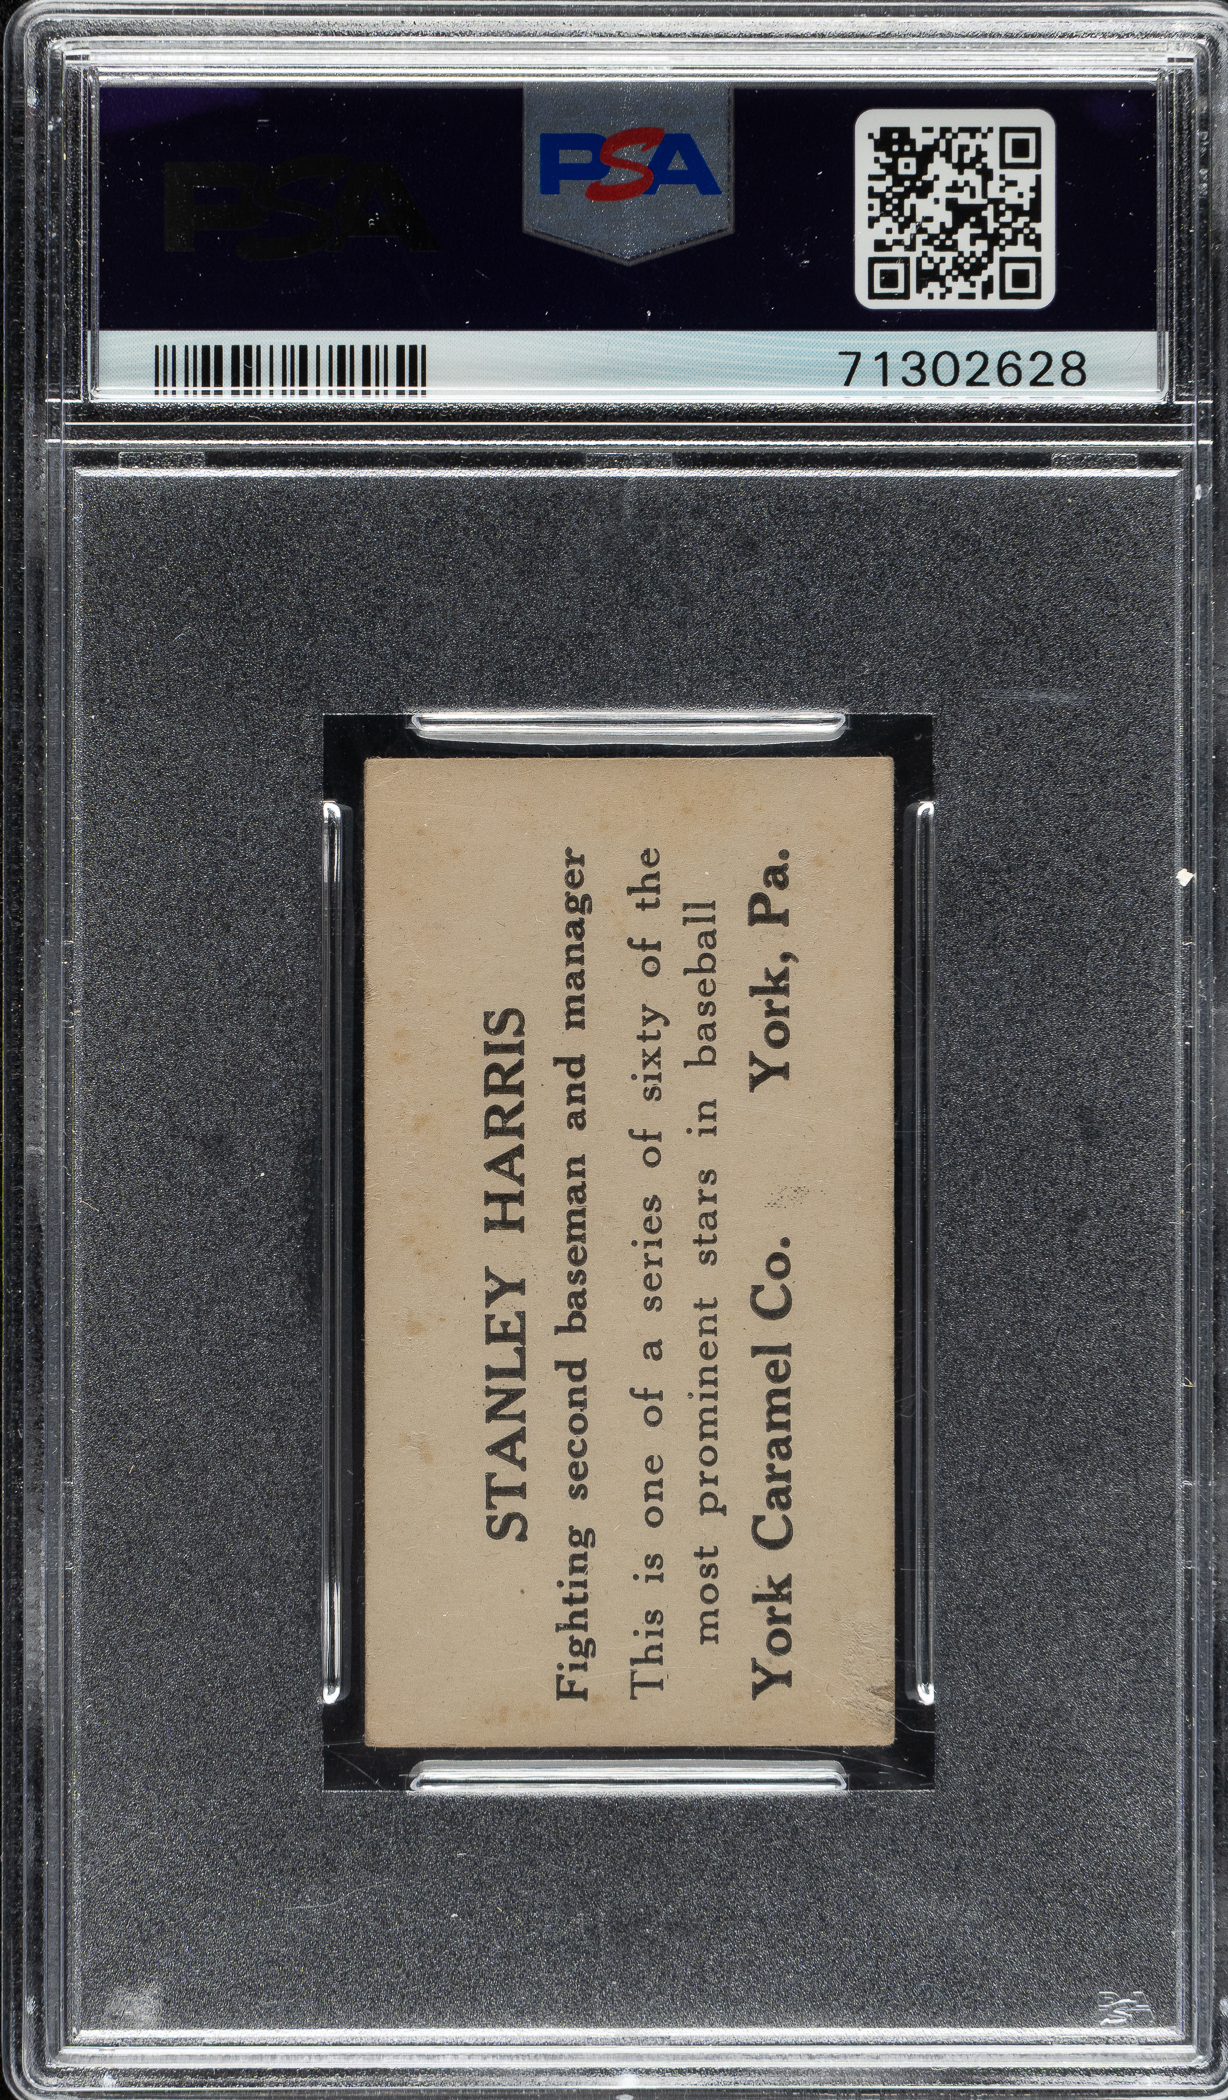 PSA
PSA
71302628
STANLEY HARRIS
Fighting second baseman and manager
This is one of a series of sixty of the
most prominent stars in baseball
York Caramel Co. York, Pa.
PSA